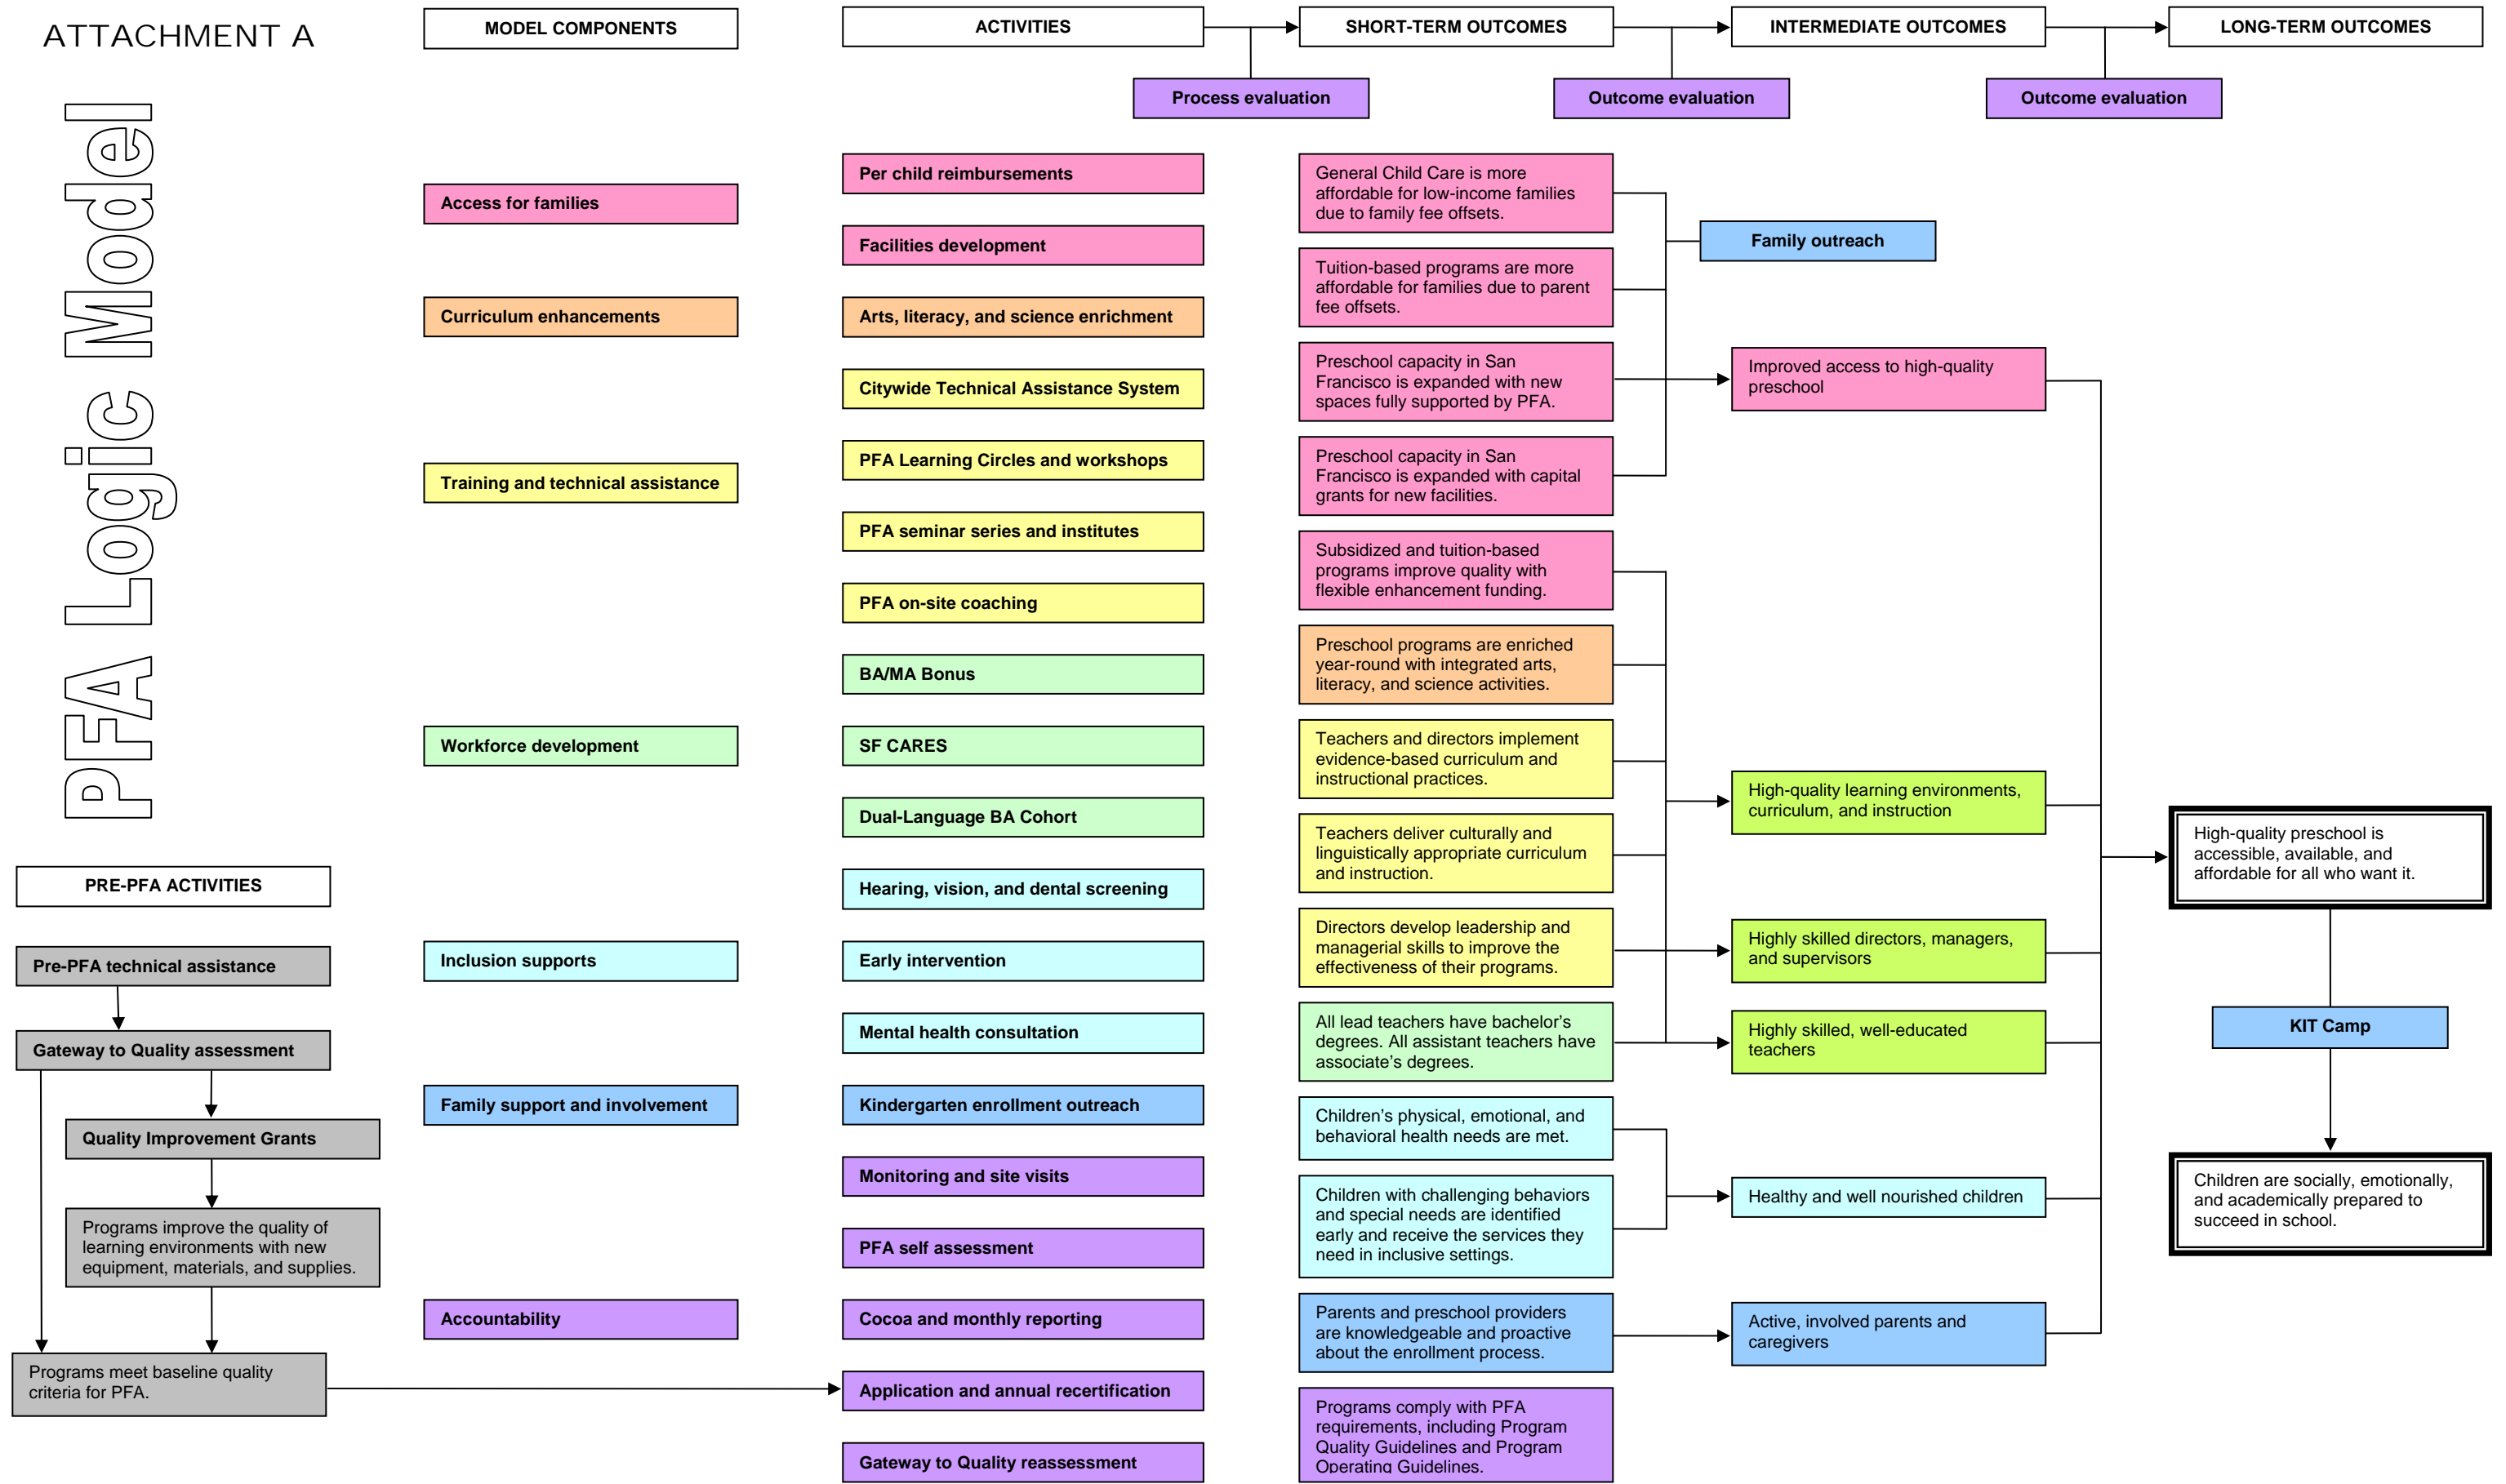 ATTACHMENT A
PFA Logic Model
PRE-PFA ACTIVITIES
Pre-PFA technical assistance
Gateway to Quality assessment
Quality Improvement Grants
Programs improve the quality of
learning environments with new
equipment, materials, and supplies.
Programs meet baseline quality
criteria for PFA.
MODEL COMPONENTS
Access for families
Curriculum enhancements
Training and technical assistance
Workforce development
Inclusion supports
Family support and involvement
Accountability
ACTIVITIES
Process evaluation
Per child reimbursements
Facilities development
Arts, literacy, and science enrichment
Citywide Technical Assistance System
PFA Learning Circles and workshops
PFA seminar series and institutes
PFA on-site coaching
BA/MA Bonus
SF CARES
Dual-Language BA Cohort
Hearing, vision, and dental screening
Early intervention
Mental health consultation
Kindergarten enrollment outreach
Monitoring and site visits
PFA self assessment
Cocoa and monthly reporting
Application and annual recertification
Gateway to Quality reassessment
SHORT-TERM OUTCOMES
Outcome evaluation
General Child Care is more
affordable for low-income families
due to family fee offsets.
Tuition-based programs are more
affordable for families due to parent
fee offsets.
Preschool capacity in San
Francisco is expanded with new
spaces fully supported by PFA.
Preschool capacity in San
Francisco is expanded with capital
grants for new facilities.
Subsidized and tuition-based
programs improve quality with
flexible enhancement funding.
Preschool programs are enriched
year-round with integrated arts,
literacy, and science activities.
Teachers and directors implement
evidence-based curriculum and
instructional practices.
Teachers deliver culturally and
linguistically appropriate curriculum
and instruction.
Directors develop leadership and
managerial skills to improve the
effectiveness of their programs.
All lead teachers have bachelor's
degrees. All assistant teachers have
associate's degrees.
Children's physical, emotional, and
behavioral health needs are met.
Children with challenging behaviors
and special needs are identified
early and receive the services they
need in inclusive settings.
Parents and preschool providers
are knowledgeable and proactive
about the enrollment process.
Programs comply with PFA
requirements, including Program
Quality Guidelines and Program
Operating Guidelines.
INTERMEDIATE OUTCOMES
Outcome evaluation
Family outreach
Improved access to high-quality
preschool
High-quality learning environments,
curriculum, and instruction
Highly skilled directors, managers,
and supervisors
Highly skilled, well-educated
teachers
Healthy and well nourished children
Active, involved parents and
caregivers
LONG-TERM OUTCOMES
High-quality preschool is
accessible, available, and
affordable for all who want it.
KIT Camp
Children are socially, emotionally,
and academically prepared to
succeed in school.